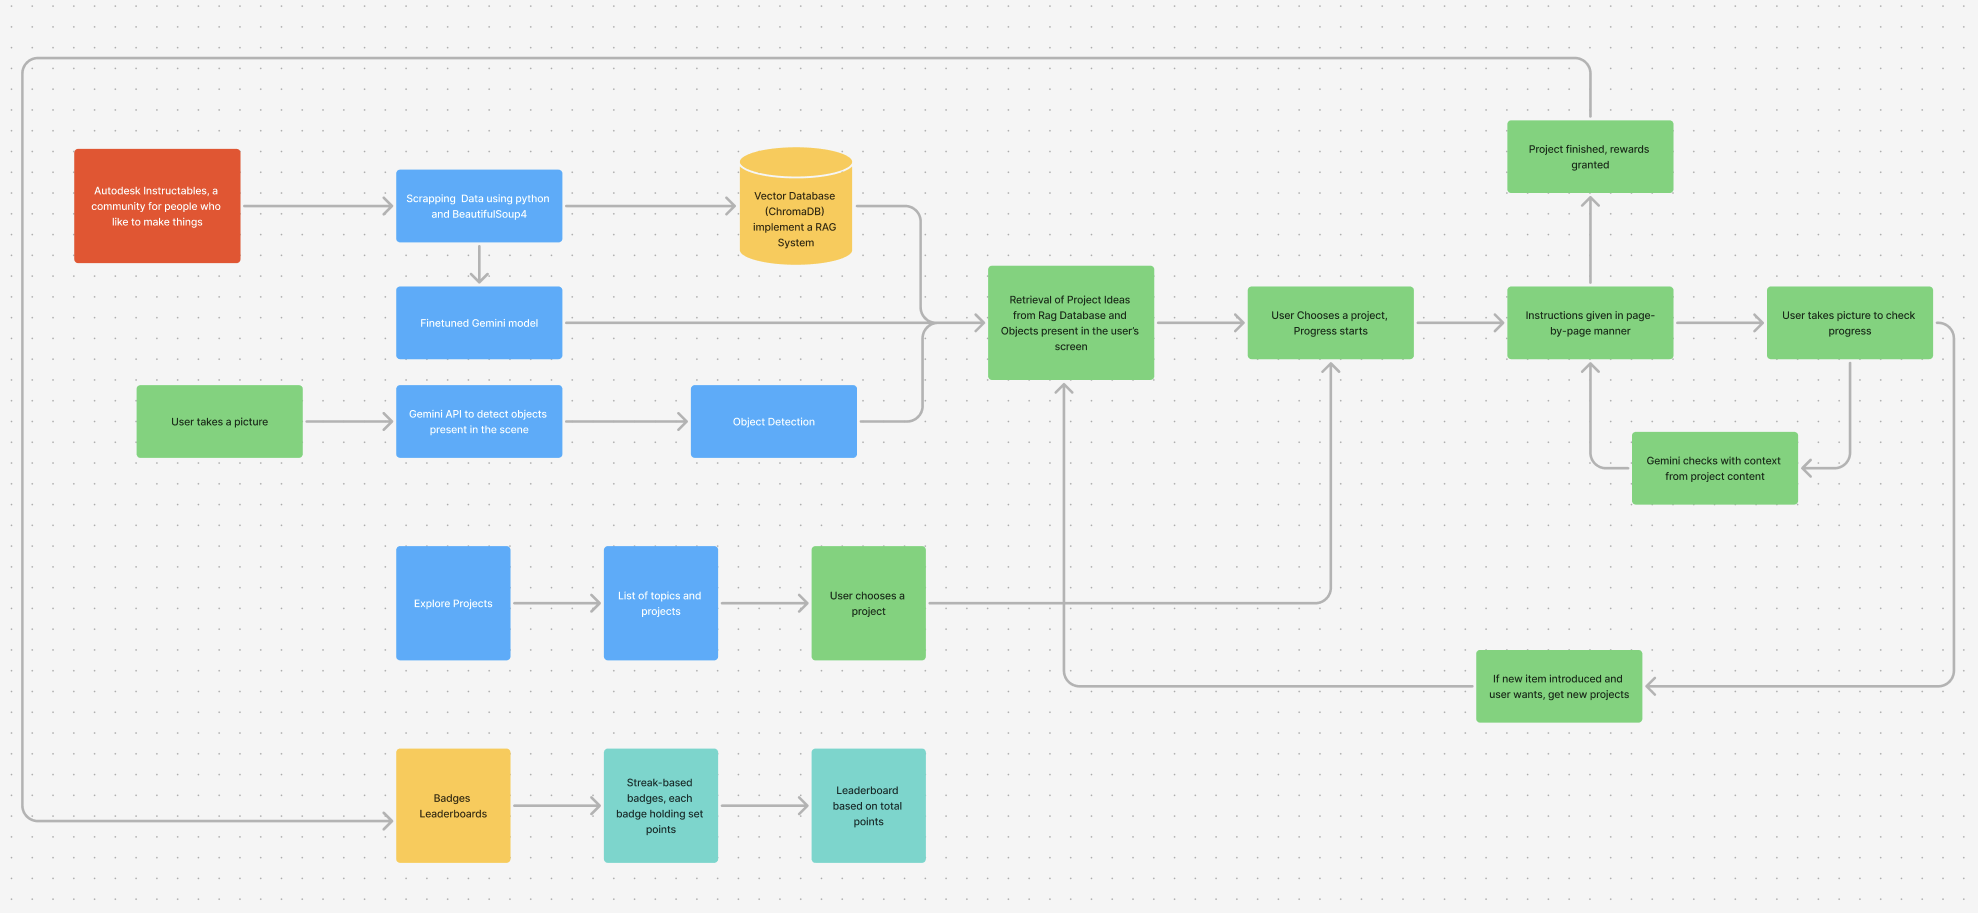 Project finished, rewards
granted
Autodesk Instructables, a
community for people who
like to make things
Scrapping  Data using python
and BeautifulSoup4
Vector Database
(ChromaDB)
implement a RAG
System
Finetuned Gemini model
Retrieval of Project Ideas
from Rag Database and
Objects present in the user's
screen
User Chooses a project,
Progress starts
Instructions given in page-
by-page manner
User takes picture to check
progress
User takes a picture
Gemini API to detect objects
present in the scene
Object Detection
Gemini checks with context
from project content
Explore Projects
List of topics and
projects
User chooses a
project
If new item introduced and
user wants, get new projects
Badges
Leaderboards
Streak-based
badges, each
badge holding set
points
Leaderboard
based on total
points